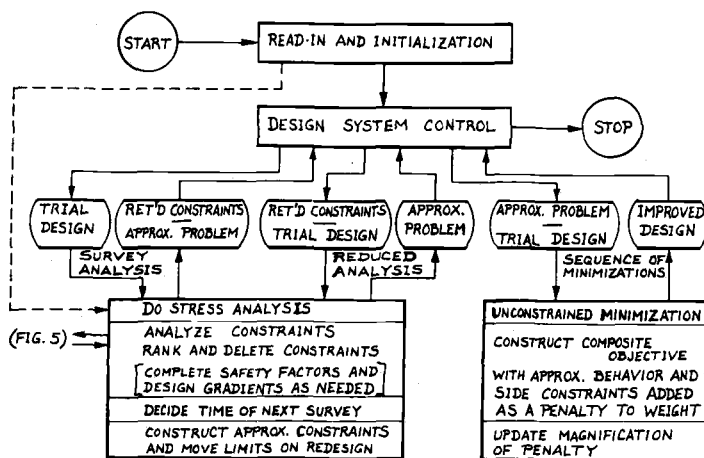 START
READ-IN AND INITIALIZATION
DESIGN SYSTEM CONTROL
STOP
TRIAL
DESIGN
RET'D CONSTRAINTS
APPROX. PROBLEM
RET'D CONSTRAINTS
TRIAL DESIGN
APPROX.
PROBLEM
APPROX. PROBLEM
TRIAL DESIGN
IMPROVED
DESIGN
SURVEY
ANALYSIS
REDUCED
ANALYSIS
SEQUENCE OF
MINIMIZATIONS
(FIG. 5)
DO STRESS ANALYSIS
ANALYZE CONSTRAINTS
RANK AND DELETE CONSTRAINTS
[COMPLETE SAFETY FACTORS AND
DESIGN GRADIENTS AS NEEDED]
DECIDE TIME OF NEXT SURVEY
CONSTRUCT APPROX. CONSTRAINTS
AND MOVE LIMITS ON REDESIGN
UNCONSTRAINED MINIMIZATION
CONSTRUCT COMPOSITE
OBJECTIVE
WITH APPROX. BEHAVIOR AND
SIDE CONSTRAINTS ADDED
AS A PENALTY TO WEIGHT
UPDATE MAGNIFICATION
OF PENALTY